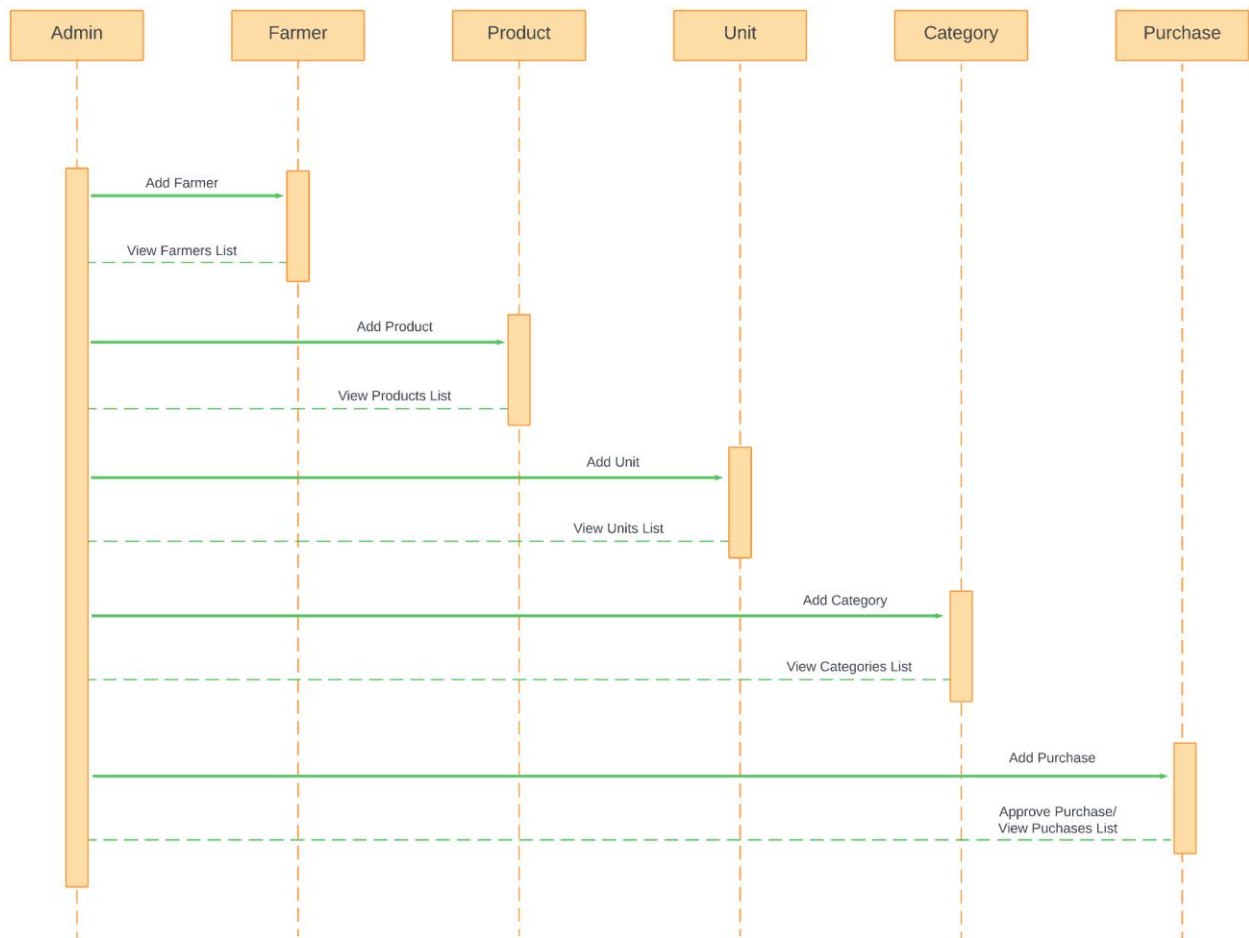 Admin
Farmer
Product
Unit
Category
Purchase
Add Farmer
View Farmers List
Add Product
View Products List
Add Unit
View Units List
Add Category
View Categories List
Add Purchase
Approve Purchase/
View Puchases List